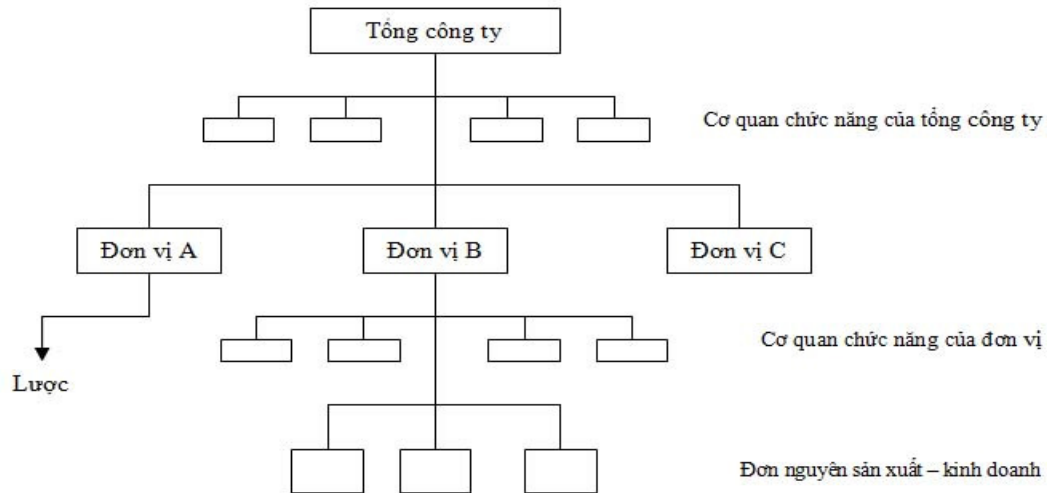 Tổng công ty
Cơ quan chức năng của tổng công ty
Đơn vị A
Đơn vị B
Đơn vị C
Cơ quan chức năng của đơn vị
Lược
Đơn nguyên sản xuất – kinh doanh